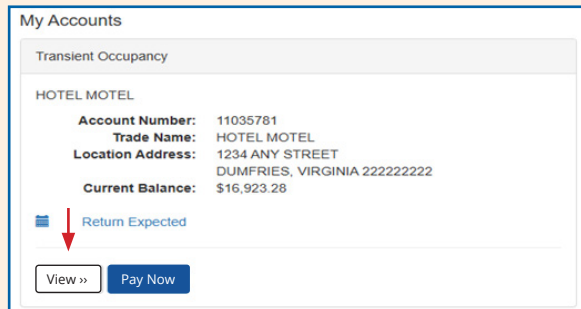 My Accounts
Transient Occupancy
HOTEL MOTEL
Account Number: 11035781
Trade Name: HOTEL MOTEL
Location Address: 1234 ANY STREET
DUMFRIES, VIRGINIA 222222222
Current Balance: $16,923.28
Return Expected
View ››
Pay Now